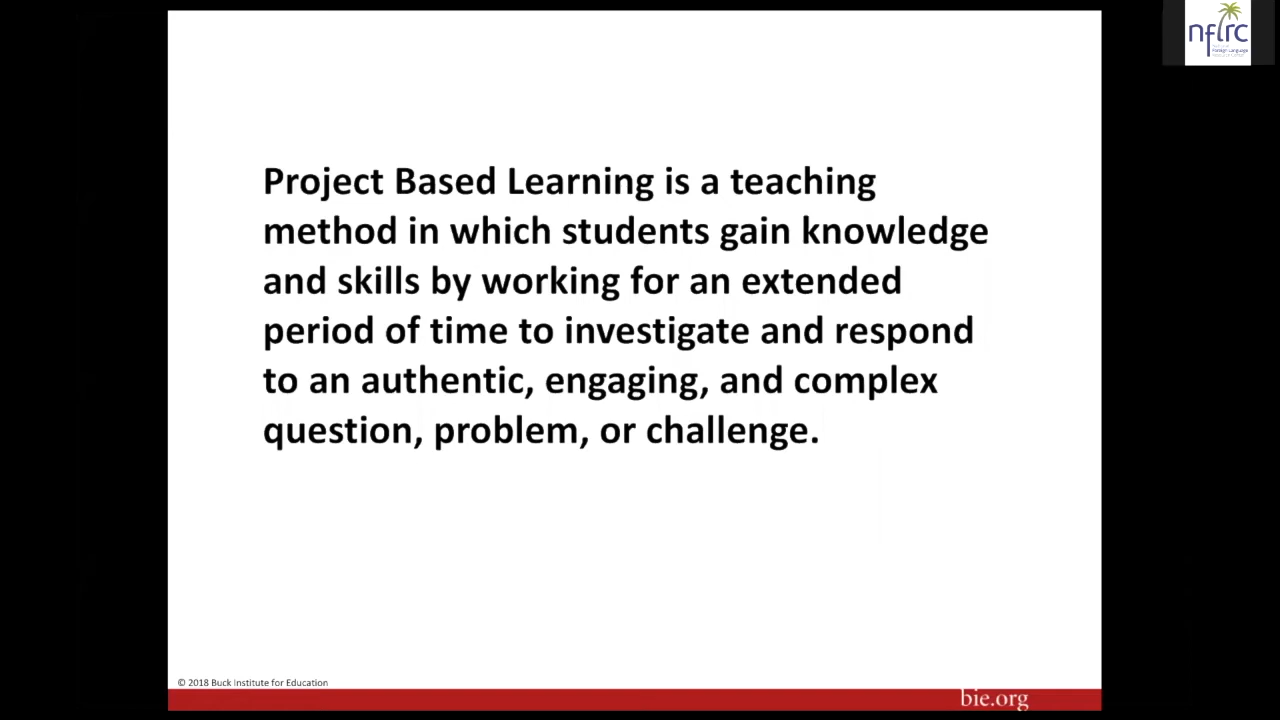 nflrc
Foreign Language
Project Based Learning is a teaching
method in which students gain knowledge
and skills by working for an extended
period of time to investigate and respond
to an authentic, engaging, and complex
question, problem, or challenge.
© 2018 Buck Institute for Education
bie.org